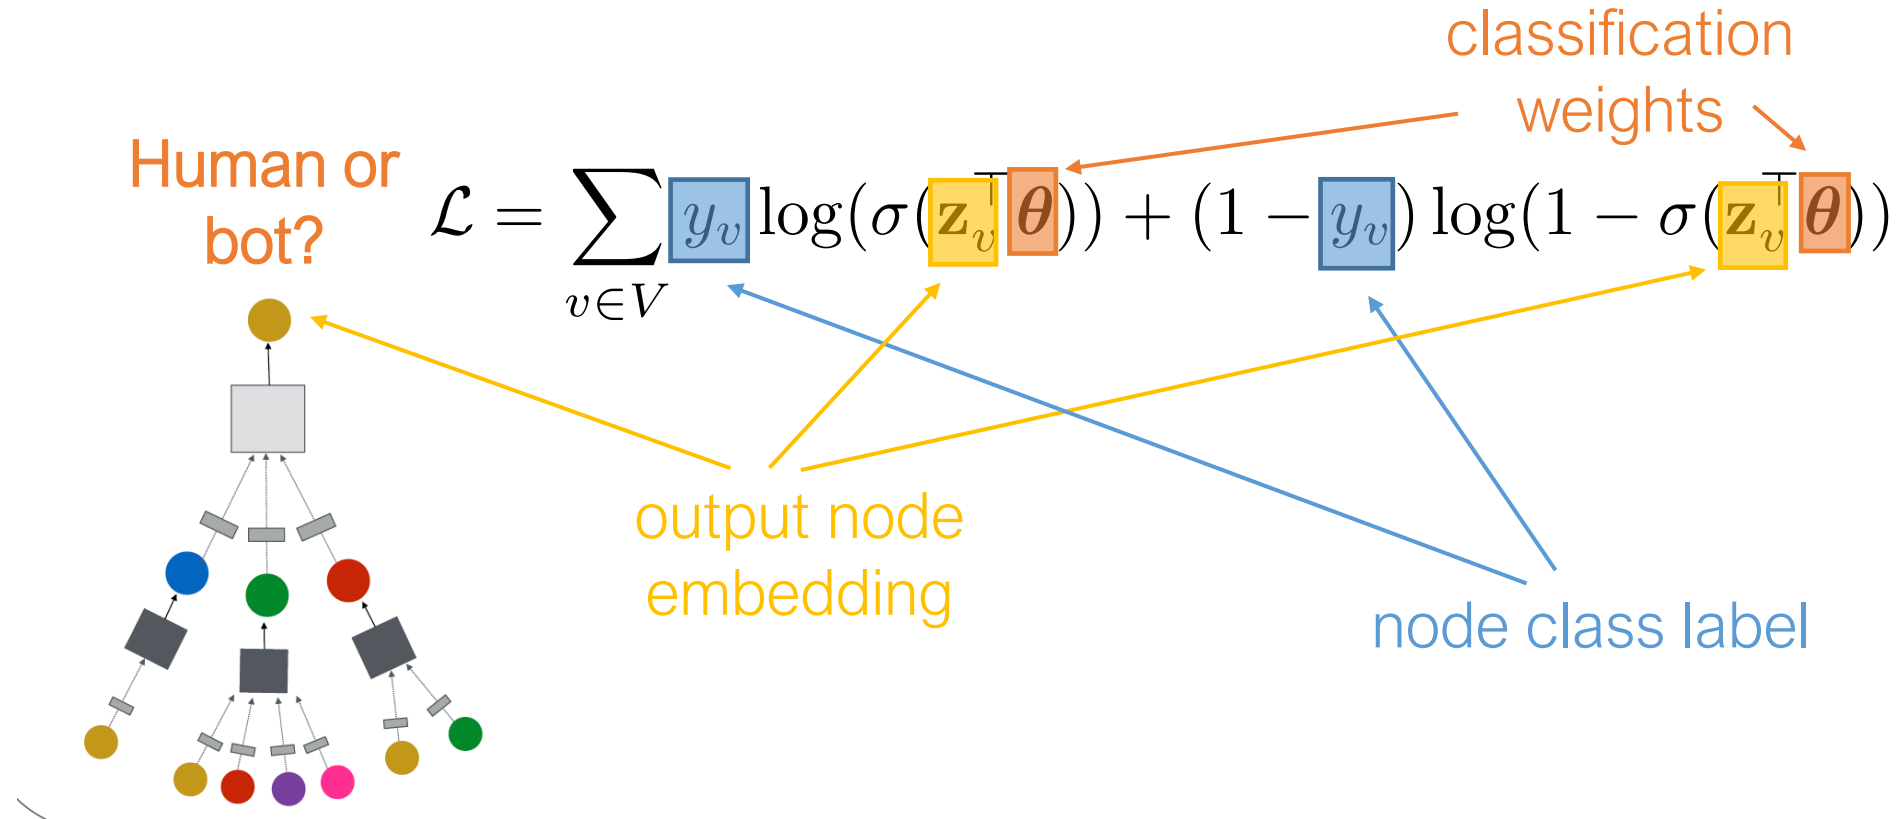 classification
weights
Human or
bot?
ℒ = ∑_{v∈V} y_v log(σ(z_v^⊤ θ)) + (1 − y_v) log(1 − σ(z_v^⊤ θ))
output node
embedding
node class label